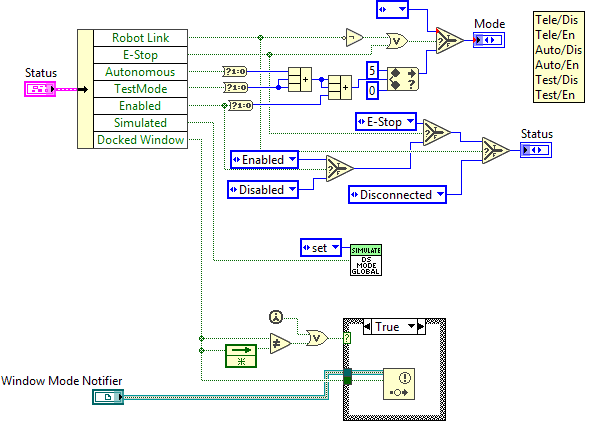 Status
Robot Link
E-Stop
Autonomous
TestMode
Enabled
Simulated
Docked Window
?1:0
?1:0
?1:0
+
+
5
0
?
V
?
T
F
Mode
Tele/Dis
Tele/En
Auto/Dis
Auto/En
Test/Dis
Test/En
E-Stop
Enabled
Disabled
Disconnected
? T F
? T F
? T F
Status
set
SIMULATE
DS
MODE
GLOBAL
≠
V
?
True
Window Mode Notifier